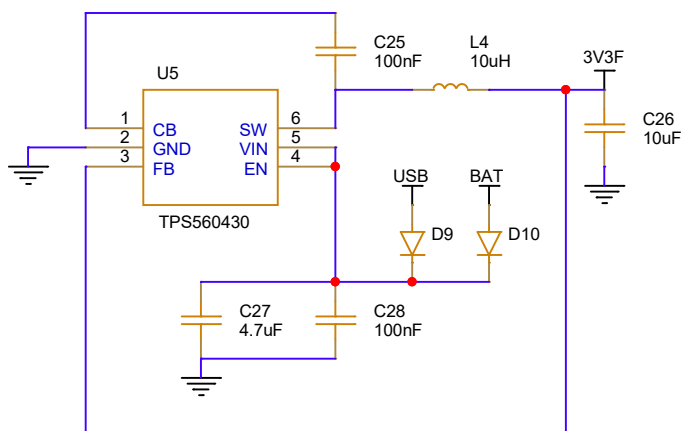 C25
100nF
L4
10uH
3V3F
U5
1
CB
SW
6
2
GND
VIN
5
3
FB
EN
4
C26
10uF
TPS560430
USB
BAT
D9
D10
C27
4.7uF
C28
100nF